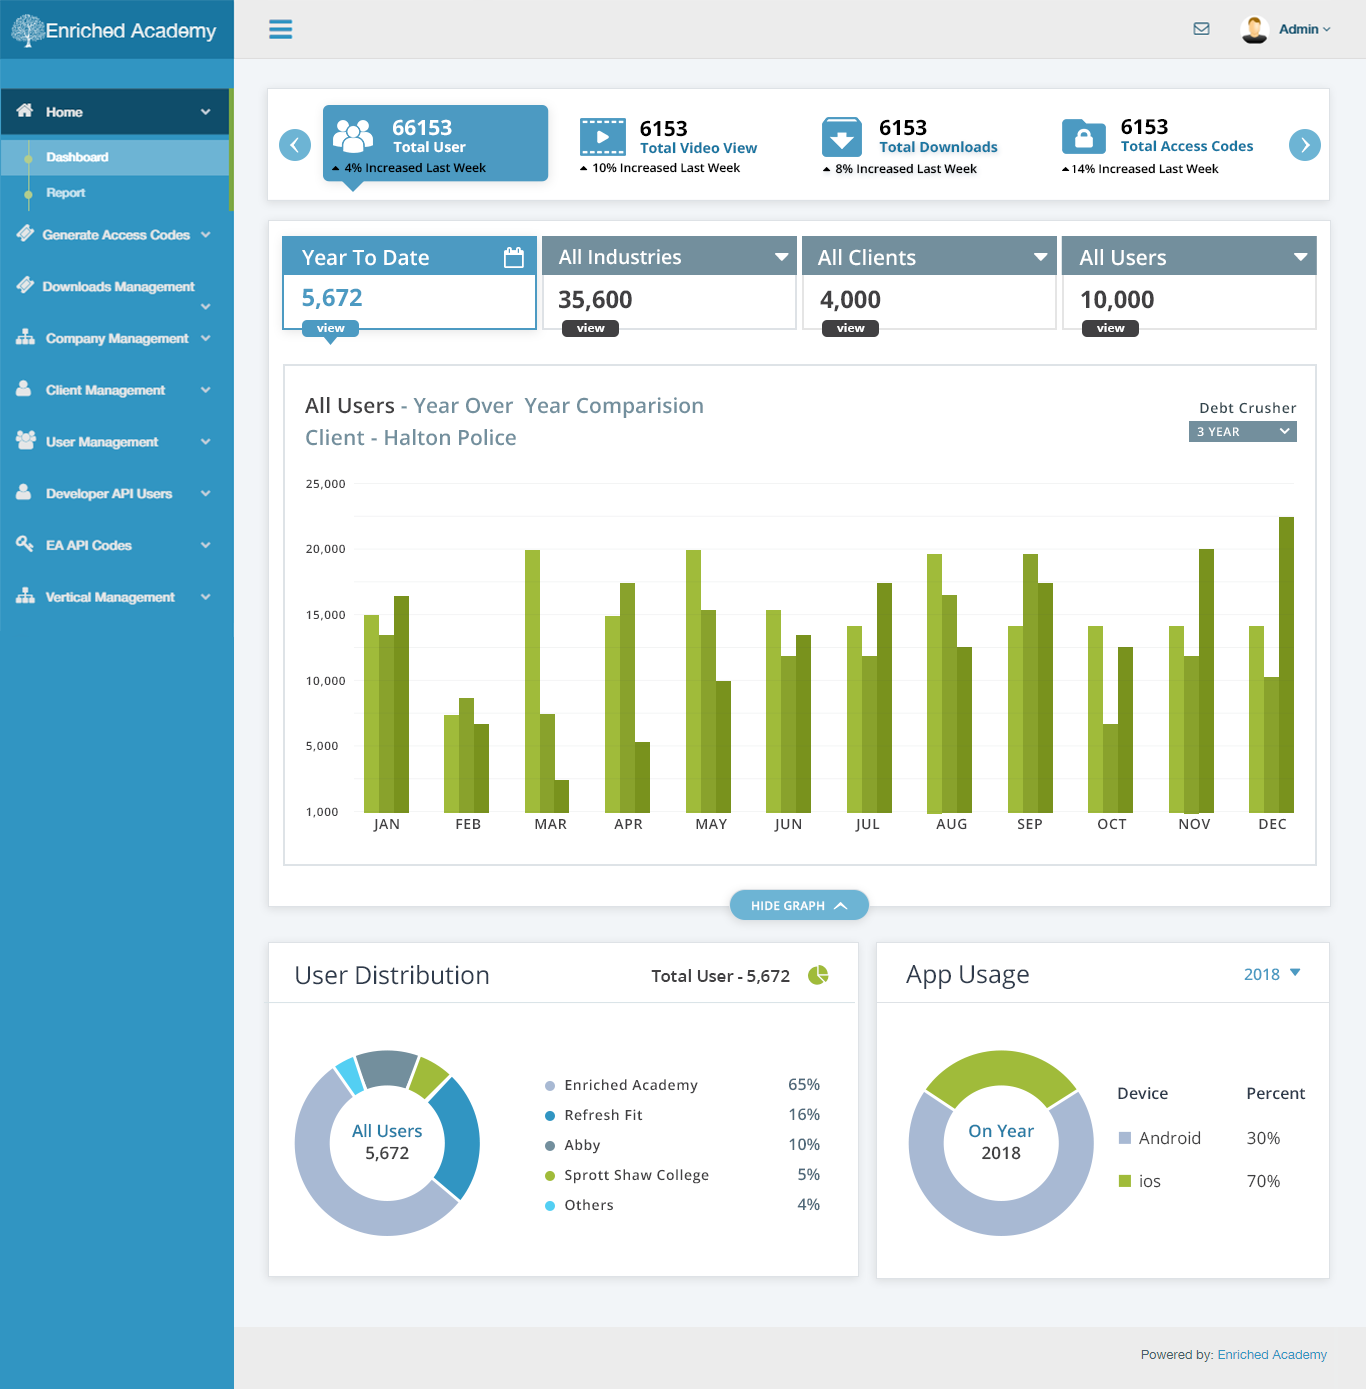 Enriched Academy
Admin
Home
Dashboard
Report
Generate Access Codes
Downloads Management
Company Management
Client Management
User Management
Developer API Users
EA API Codes
Vertical Management
66153
Total User
4% Increased Last Week
6153
Total Video View
10% Increased Last Week
6153
Total Downloads
8% Increased Last Week
6153
Total Access Codes
14% Increased Last Week
Year To Date
5,672
view
All Industries
35,600
view
All Clients
4,000
view
All Users
10,000
view
All Users - Year Over Year Comparision
Client - Halton Police
Debt Crusher
3 YEAR
25,000
20,000
15,000
10,000
5,000
1,000
JAN FEB MAR APR MAY JUN JUL AUG SEP OCT NOV DEC
HIDE GRAPH
User Distribution
Total User - 5,672
All Users
5,672
Enriched Academy 65%
Refresh Fit 16%
Abby 10%
Sprott Shaw College 5%
Others 4%
App Usage
2018
On Year
2018
Device Percent
Android 30%
ios 70%
Powered by: Enriched Academy